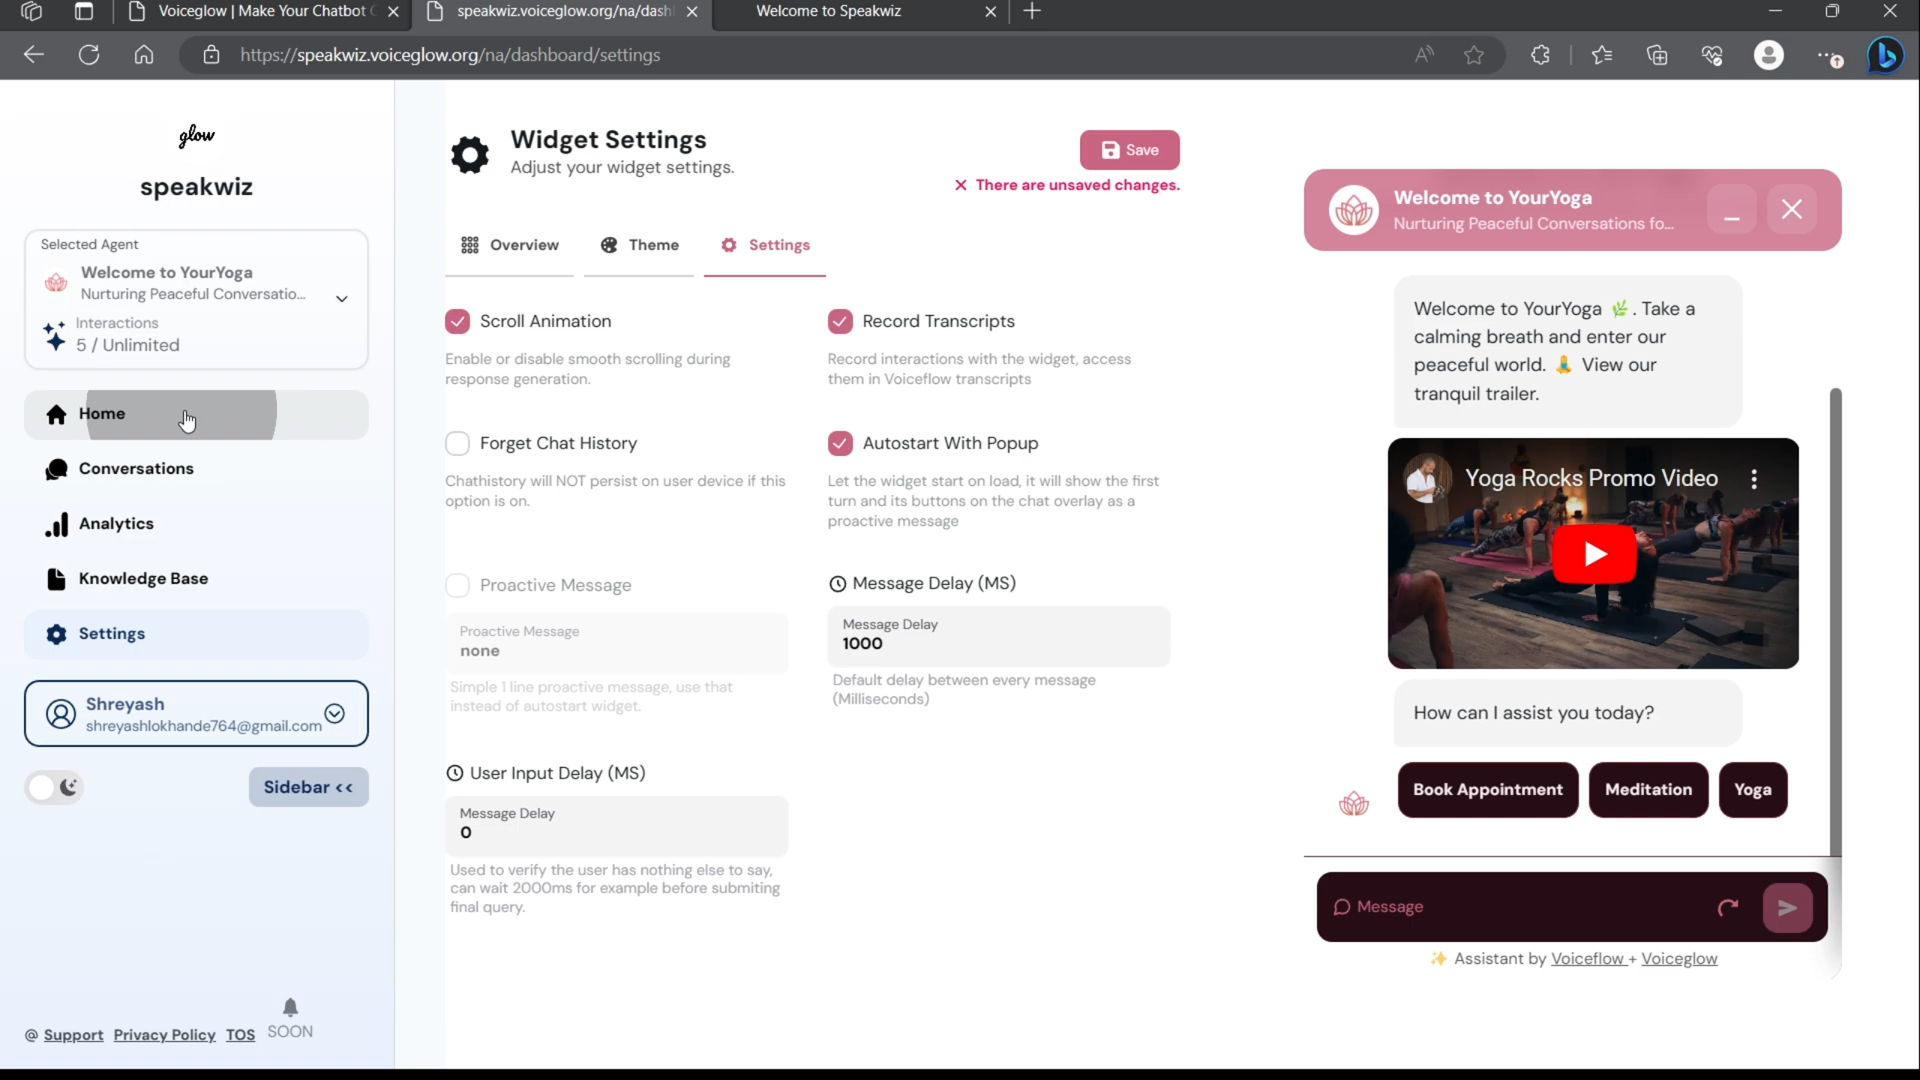 Voiceglow | Make Your Chatbot
speakwiz.voiceglow.org/na/dash
Welcome to Speakwiz
https://speakwiz.voiceglow.org/na/dashboard/settings
glow
speakwiz
Selected Agent
Welcome to YourYoga
Nurturing Peaceful Conversatio...
Interactions
5 / Unlimited
Home
Conversations
Analytics
Knowledge Base
Settings
Shreyash
shreyashlokhande764@gmail.com
Sidebar <<
SOON
@ Support Privacy Policy TOS
Widget Settings
Adjust your widget settings.
Save
✕ There are unsaved changes.
Overview
Theme
Settings
Scroll Animation
Enable or disable smooth scrolling during
response generation.
Record Transcripts
Record interactions with the widget, access
them in Voiceflow transcripts
Forget Chat History
Chathistory will NOT persist on user device if this
option is on.
Autostart With Popup
Let the widget start on load, it will show the first
turn and its buttons on the chat overlay as a
proactive message
Proactive Message
Proactive Message
none
Simple 1 line proactive message, use that
instead of autostart widget.
Message Delay (MS)
Message Delay
1000
Default delay between every message
(Milliseconds)
User Input Delay (MS)
Message Delay
0
Used to verify the user has nothing else to say,
can wait 2000ms for example before submiting
final query.
Welcome to YourYoga
Nurturing Peaceful Conversations fo...
Welcome to YourYoga 🌿. Take a
calming breath and enter our
peaceful world. 🧘 View our
tranquil trailer.
Yoga Rocks Promo Video
How can I assist you today?
Book Appointment
Meditation
Yoga
Message
✨ Assistant by Voiceflow + Voiceglow